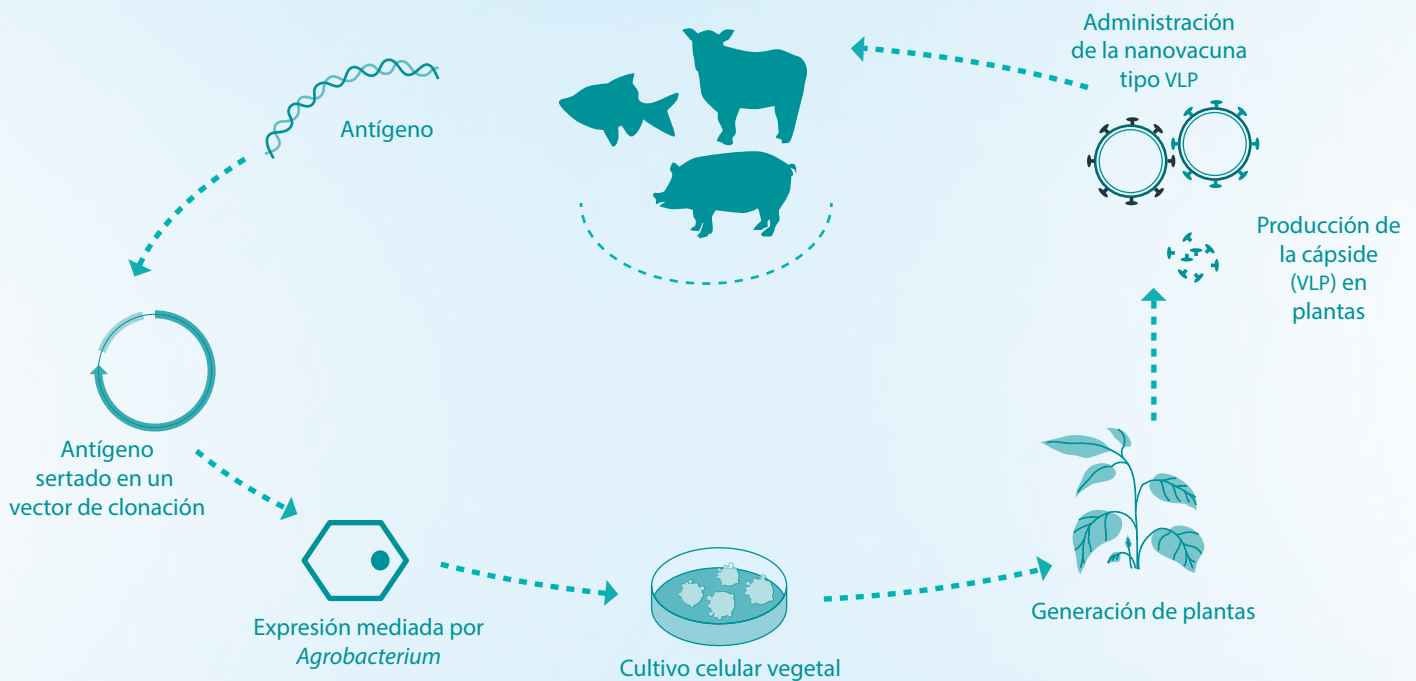 Antígeno
Antígeno
sertado en un
vector de clonación
Expresión mediada por
Agrobacterium
Cultivo celular vegetal
Generación de plantas
Producción de
la cápside
(VLP) en
plantas
Administración
de la nanovacuna
tipo VLP